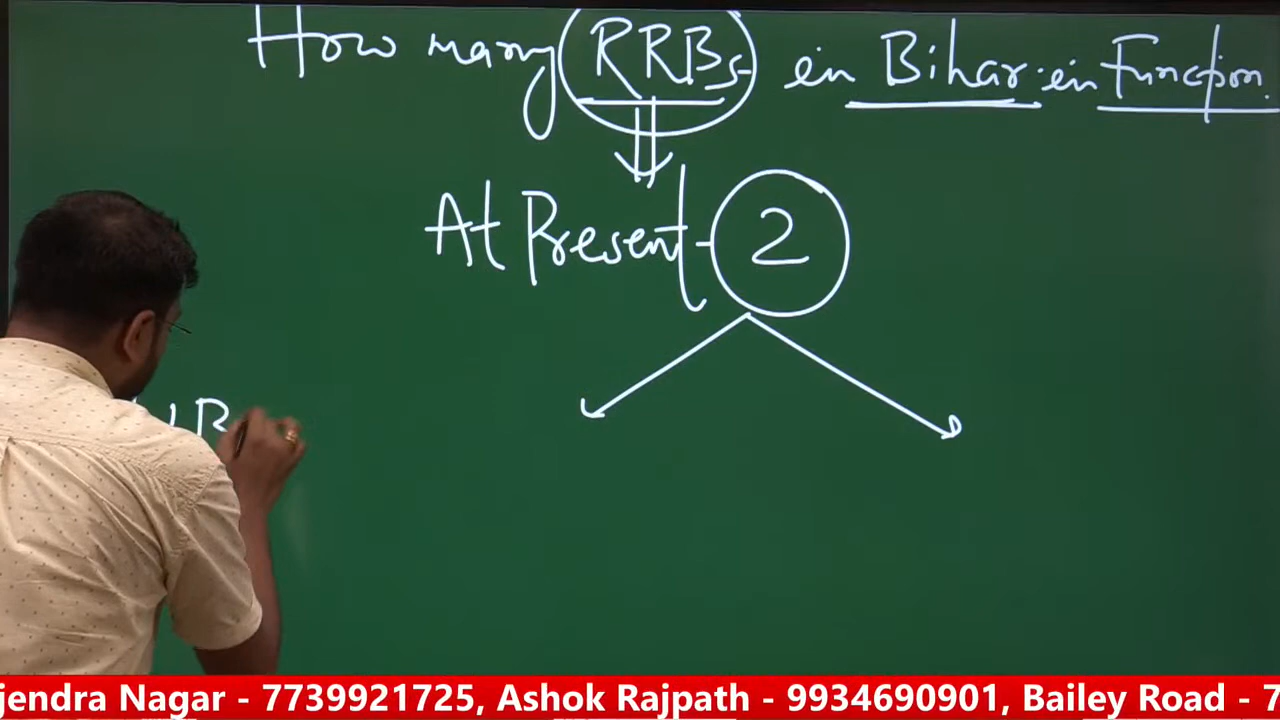 How many RRBs in Bihar in Function.
At Present - 2
jendra Nagar - 7739921725, Ashok Rajpath - 9934690901, Bailey Road - 7